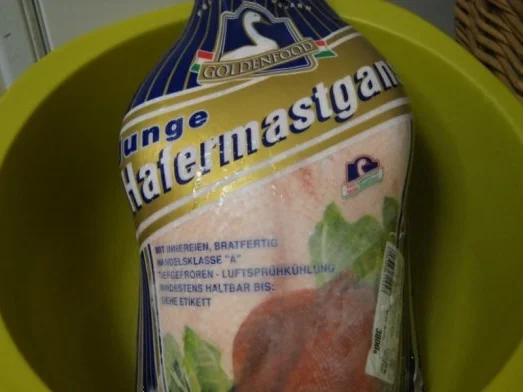 GOLDENFOOD
Junge
Hafermastgan
MIT INNEREIEN, BRATFERTIG
HANDELSKLASSE "A"
TIEFGEFROREN - LUFTSPRÜHKÜHLUNG
MINDESTENS HALTBAR BIS:
SIEHE ETIKETT